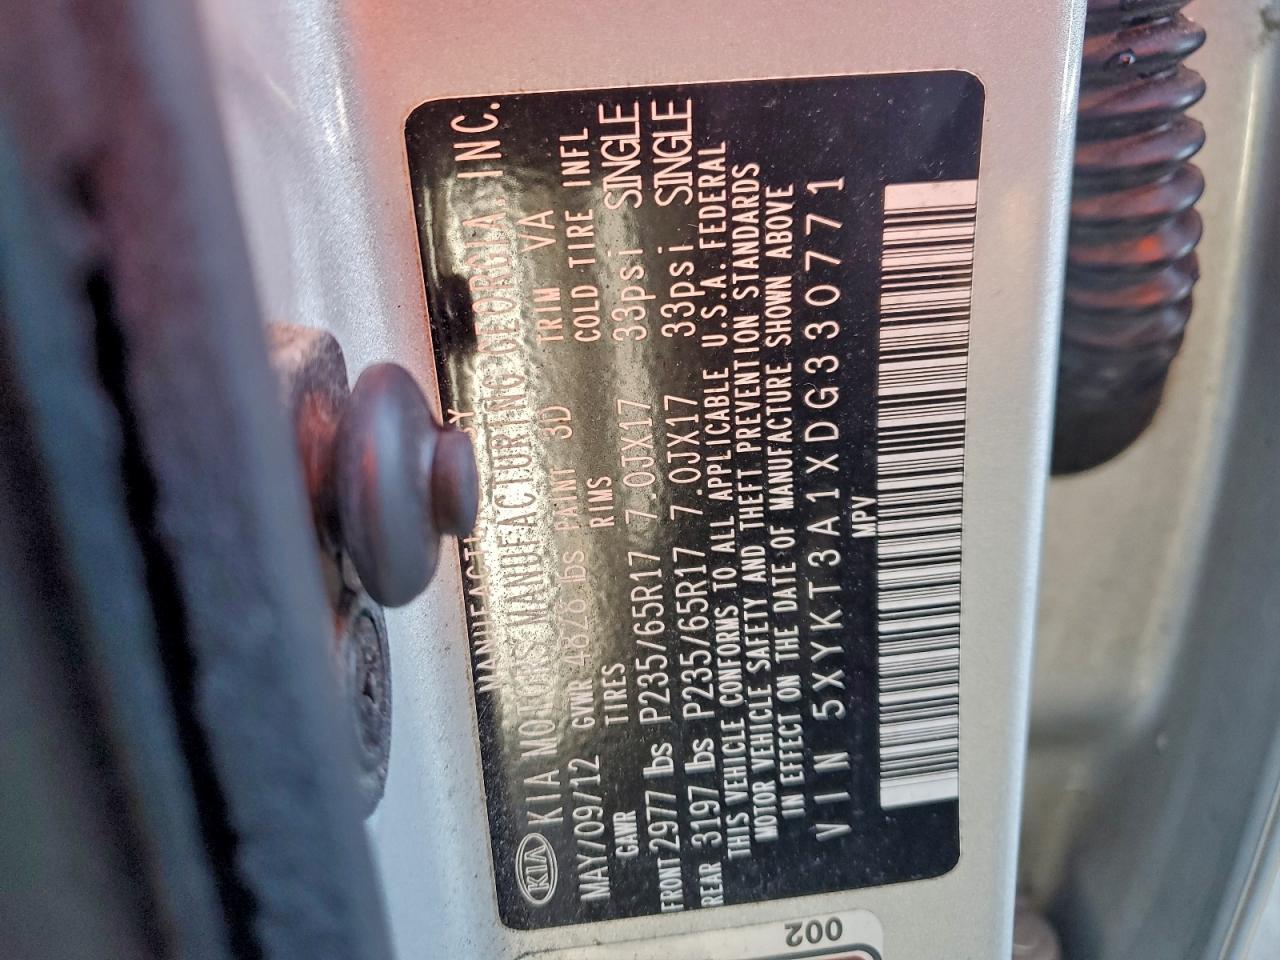 KIA
KIA MOTORS MANUFACTURING GEORGIA. INC.
MAY/09/12 GVWR 4828 lbs PAINT 3D TRIM VA
GAWR TIRES RIMS COLD TIRE INFL
FRONT 2977 lbs P235/65R17 7.0JX17 33psi SINGLE
REAR 3197 lbs P235/65R17 7.0JX17 33psi SINGLE
THIS VEHICLE CONFORMS TO ALL APPLICABLE U.S.A. FEDERAL
MOTOR VEHICLE SAFETY AND THEFT PREVENTION STANDARDS
IN EFFECT ON THE DATE OF MANUFACTURE SHOWN ABOVE
VIN 5XYKT3A1XDG330771
MPV
002